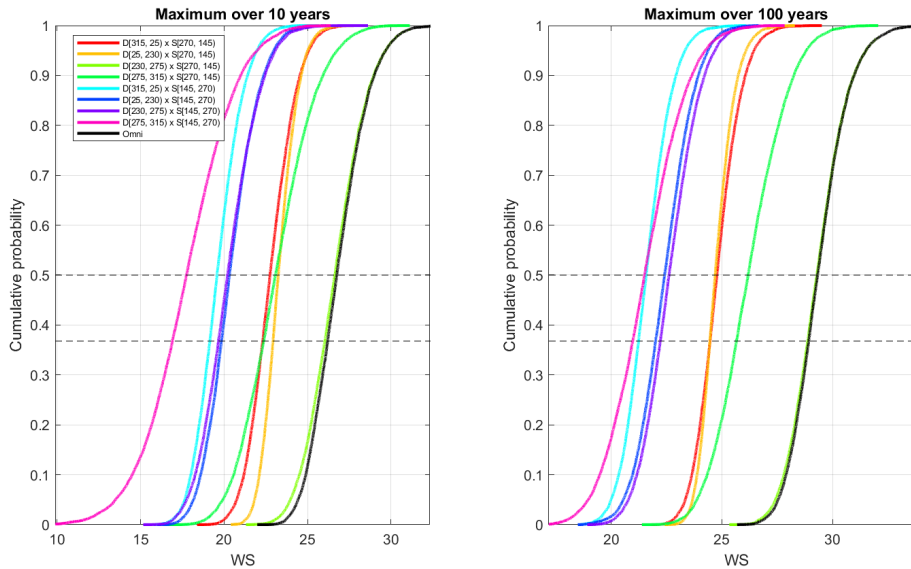 Maximum over 10 years
Cumulative probability
1
0.9
0.8
0.7
0.6
0.5
0.4
0.3
0.2
0.1
0
D[315, 25) x S[270, 145)
D[25, 230) x S[270, 145)
D[230, 275) x S[270, 145)
D[275, 315) x S[270, 145)
D[315, 25) x S[145, 270)
D[25, 230) x S[145, 270)
D[230, 275) x S[145, 270)
D[275, 315) x S[145, 270)
Omni
10 15 20 25 30
WS
Maximum over 100 years
Cumulative probability
1
0.9
0.8
0.7
0.6
0.5
0.4
0.3
0.2
0.1
0
20 25 30
WS